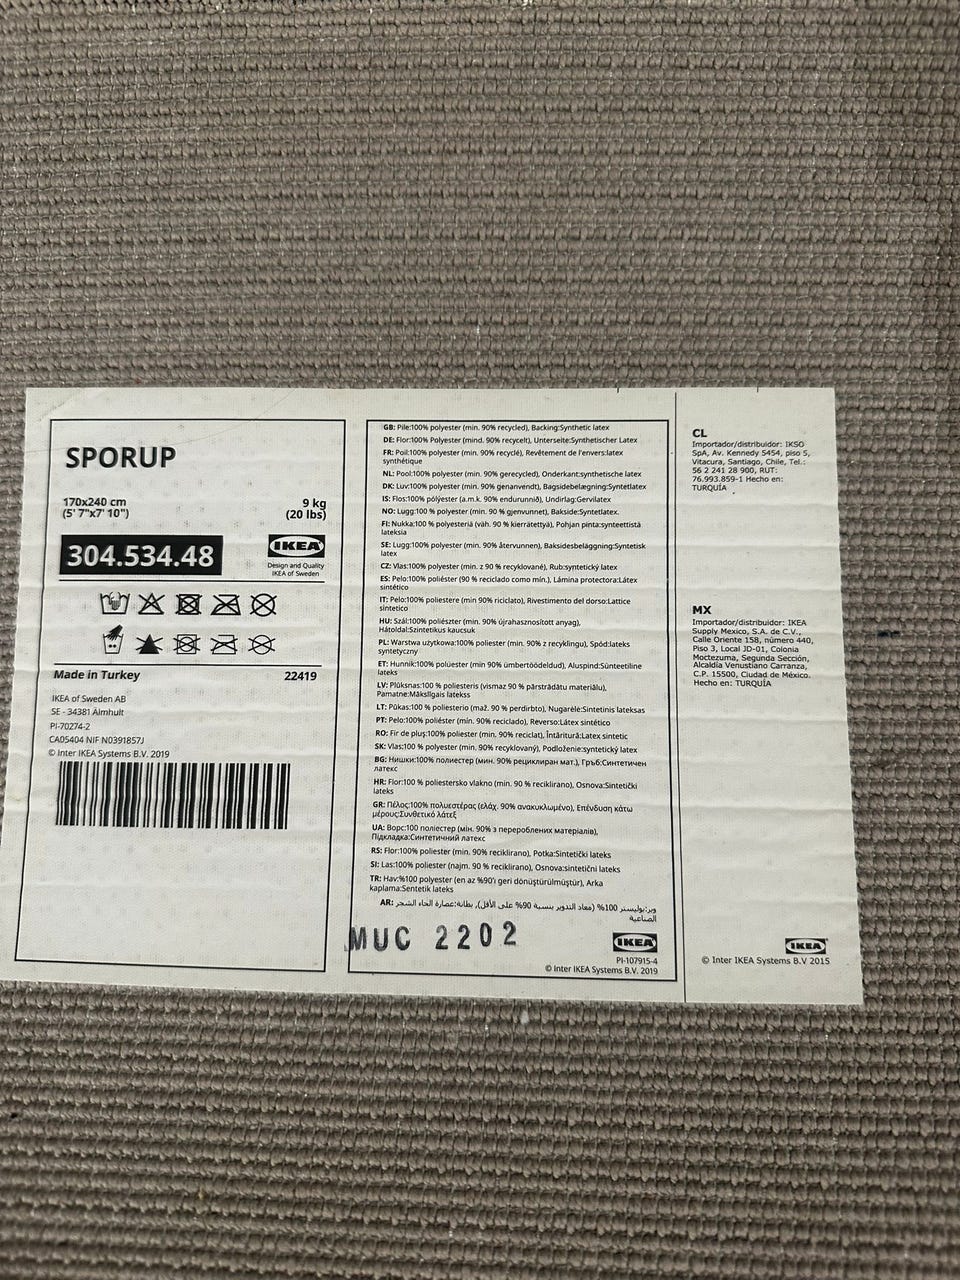 SPORUP
170x240 cm
(5' 7"x7' 10")
9 kg
(20 lbs)
304.534.48
IKEA
Design and Quality
IKEA of Sweden
Made in Turkey
22419
IKEA of Sweden AB
SE - 34381 Älmhult
PI-70274-2
CA05404 NIF N0391857J
© Inter IKEA Systems B.V. 2019
GB: Pile:100% polyester (min. 90% recycled), Backing:Synthetic latex
DE: Flor:100% polyester (mind. 90% recycelt), Unterseite:Synthetischer Latex
FR: Poil:100% polyester (min. 90% recyclé), Revêtement de l'envers:latex
synthétique
NL: Pool:100% polyester (min. 90% gerecycled), Onderkant:synthetische latex
DK: Luv:100% polyester (min. 90% genanvendt), Bagsidebelægning:Syntetlatex
IS: Flos:100% pólýester (a.m.k. 90% endurunnið), Undirlag:Gervilatex
NO: Lugg:100 % polyester (min. 90 % gjenvunnet), Bakside:Syntetlatex.
FI: Nukka:100 % polyesteriä (väh. 90 % kierrätettyä), Pohjan pinta:synteettistä
lateksia
SE: Lugg:100% polyester (min. 90% återvunnen), Baksidesbeläggning:Syntetisk
latex
CZ: Vlas:100% polyester (min. z 90 % recyklované), Rub:syntetický latex
ES: Pelo:100% poliéster (90 % reciclado como mín.), Lámina protectora:Látex
sintético
IT: Pelo:100% poliestere (min 90% riciclato), Rivestimento del dorso:Lattice
sintetico
HU: Szál:100% poliészter (min. 90% újrahasznosított anyag),
Hátoldal:Szintetikus kaucsuk
PL: Warstwa użytkowa:100% poliester (min. 90% z recyklingu), Spód:lateks
syntetyczny
ET: Hunnik:100% polüester (min 90% ümbertöödeldud), Aluspind:Sünteetiline
lateks
LV: Plūksnas:100 % poliesteris (vismaz 90 % pārstrādātu materiālu),
Pamatne:Mākslīgais latekss
LT: Pūkas:100 % poliesterio (maž. 90 % perdirbto), Nugarėlė:Sintetinis lateksas
PT: Pelo:100% poliéster (min. 90% reciclado), Reverso:Látex sintético
RO: Fir de pluş:100% poliester (min. 90% reciclat), Întăritură:Latex sintetic
SK: Vlas:100 % polyester (min. 90% recyklovaný), Podloženie:syntetický latex
BG: Нишки:100% полиестер (мин. 90% рециклиран мат.), Гръб:Синтетичен
латекс
HR: Flor:100 % poliestersko vlakno (min. 90 % reciklirano), Osnova:Sintetički
lateks
GR: Πέλος:100% πολυεστέρας (ελάχ. 90% ανακυκλωμένο), Επένδυση κάτω
μέρους:Συνθετικό λάτεξ
UA: Ворс:100 поліестер (мін. 90% з перероблених матеріалів),
Підкладка:Синтетичний латекс
RS: Flor:100% poliester (min. 90% reciklirano), Potka:Sintetički lateks
SI: Las:100% poliester (najm. 90 % reciklirano), Osnova:sintetični lateks
TR: Hav:%100 polyester (en az %90'ı geri dönüştürülmüştür), Arka
kaplama:Sentetik lateks
AR: وبر:بوليستر 100% (معاد التدوير بنسبة 90% على الأقل), بطانة:عصارة الحاء الشجر
الصناعية
MUC 2202
IKEA
PI-107915-4
© Inter IKEA Systems B.V. 2019
CL
Importador/distribuidor: IKSO
SpA, Av. Kennedy 5454, piso 5,
Vitacura, Santiago, Chile, Tel.:
56 2 241 28 900, RUT:
76.993.859-1 Hecho en:
TURQUÍA
MX
Importador/distribuidor: IKEA
Supply Mexico, S.A. de C.V.,
Calle Oriente 158, número 440,
Piso 3, Local JD-01, Colonia
Moctezuma, Segunda Sección,
Alcaldía Venustiano Carranza,
C.P. 15500, Ciudad de México.
Hecho en: TURQUÍA
IKEA
© Inter IKEA Systems B.V 2015